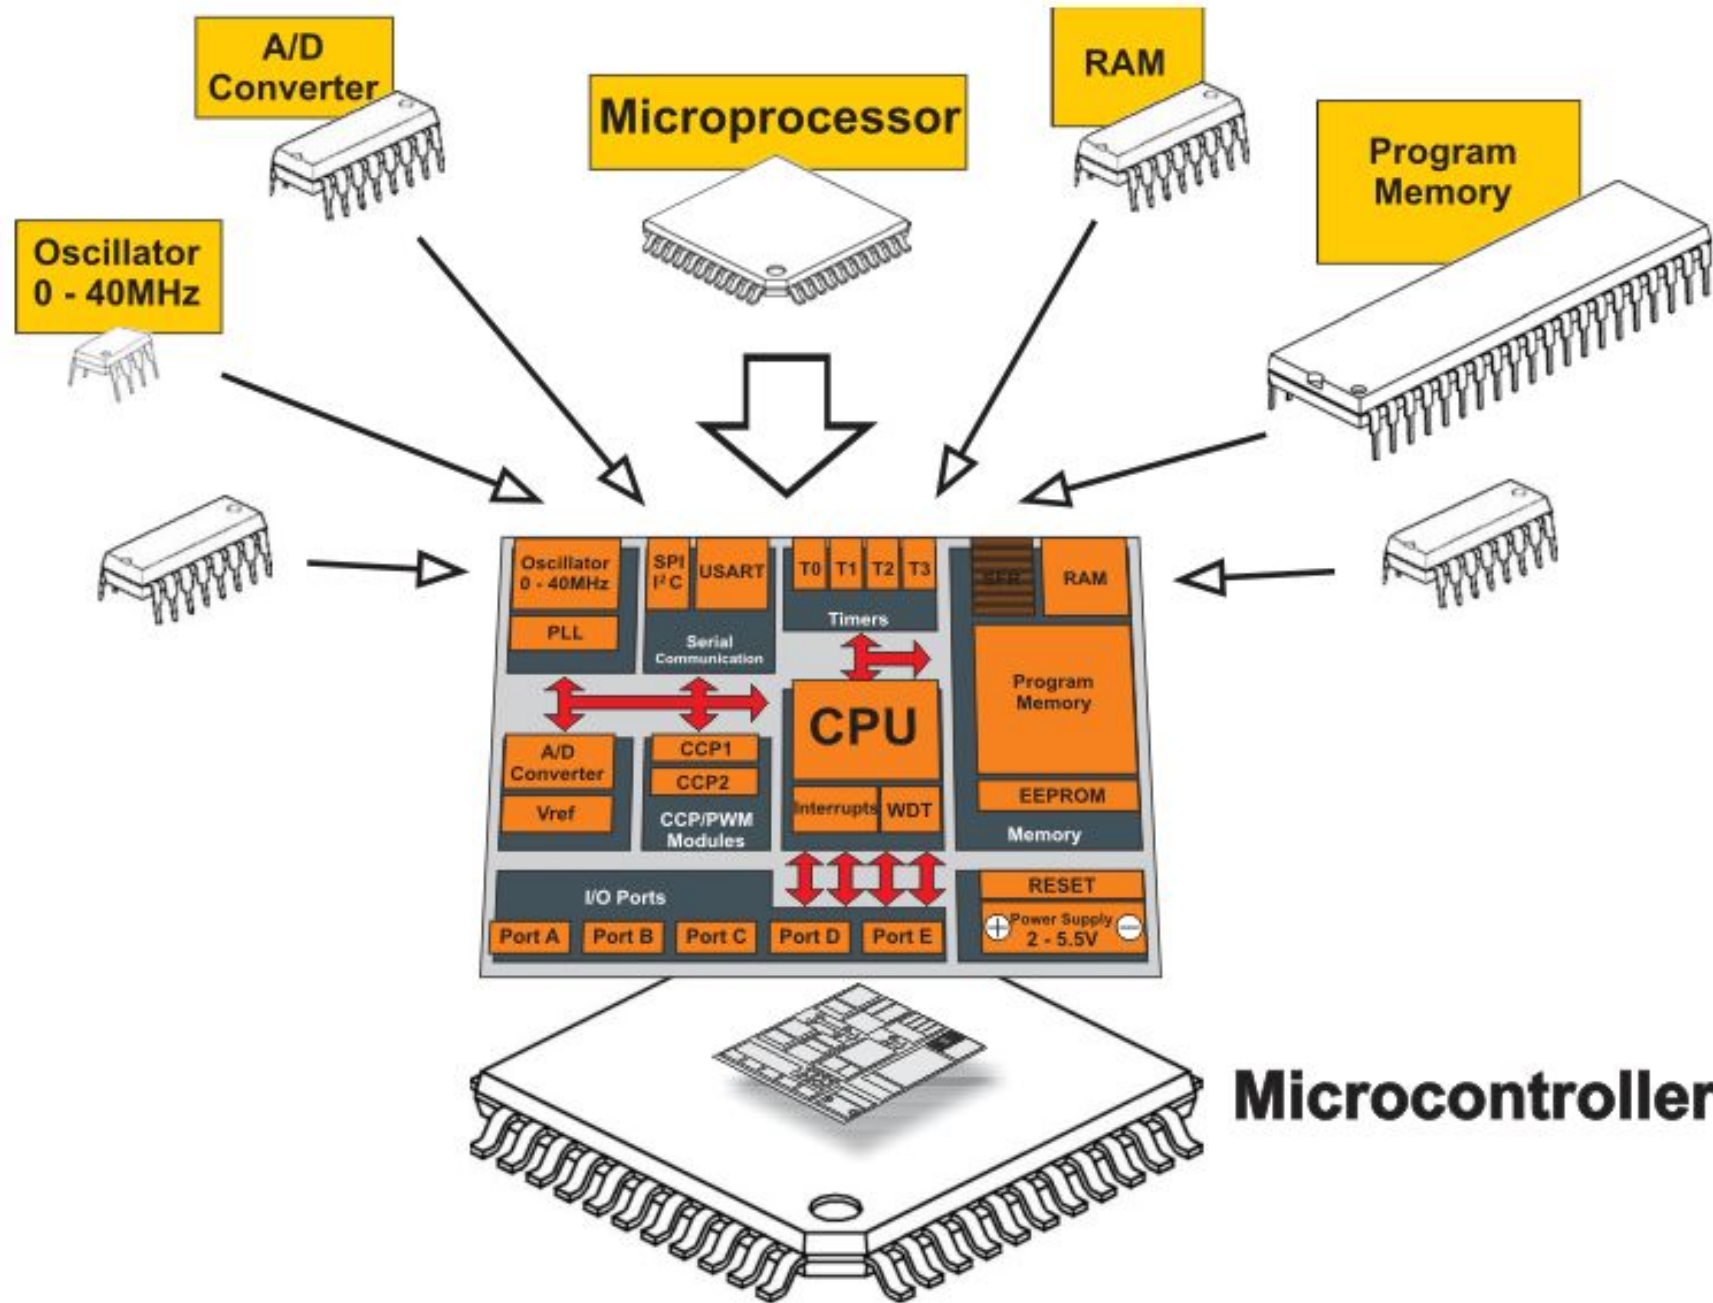 A/D
Converter
Microprocessor
RAM
Program
Memory
Oscillator
0 - 40MHz
Oscillator
0 - 40MHz
PLL
SPI
I²C
USART
Serial
Communication
T0 T1 T2 T3
Timers
SFR
RAM
Program
Memory
EEPROM
Memory
A/D
Converter
Vref
CCP1
CCP2
CCP/PWM
Modules
CPU
Interrupts WDT
I/O Ports
Port A Port B Port C Port D Port E
RESET
Power Supply
+ 2 - 5.5V −
Microcontroller